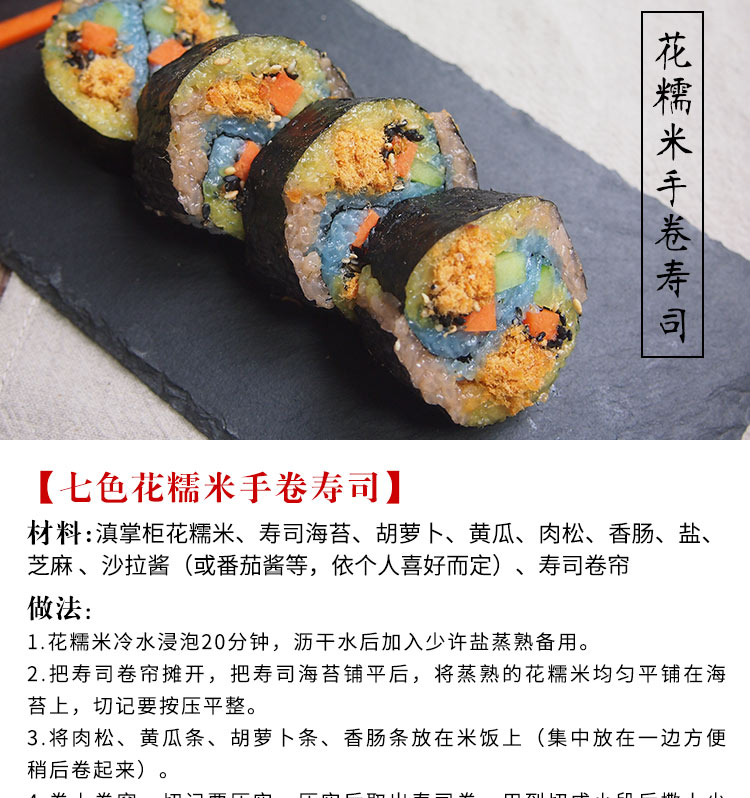 花糯米手卷寿司
【七色花糯米手卷寿司】
材料:滇掌柜花糯米、寿司海苔、胡萝卜、黄瓜、肉松、香肠、盐、
芝麻 、沙拉酱（或番茄酱等，依个人喜好而定）、寿司卷帘
做法:
1.花糯米冷水浸泡20分钟，沥干水后加入少许盐蒸熟备用。
2.把寿司卷帘摊开，把寿司海苔铺平后，将蒸熟的花糯米均匀平铺在海
苔上，切记要按压平整。
3.将肉松、黄瓜条、胡萝卜条、香肠条放在米饭上（集中放在一边方便
稍后卷起来）。